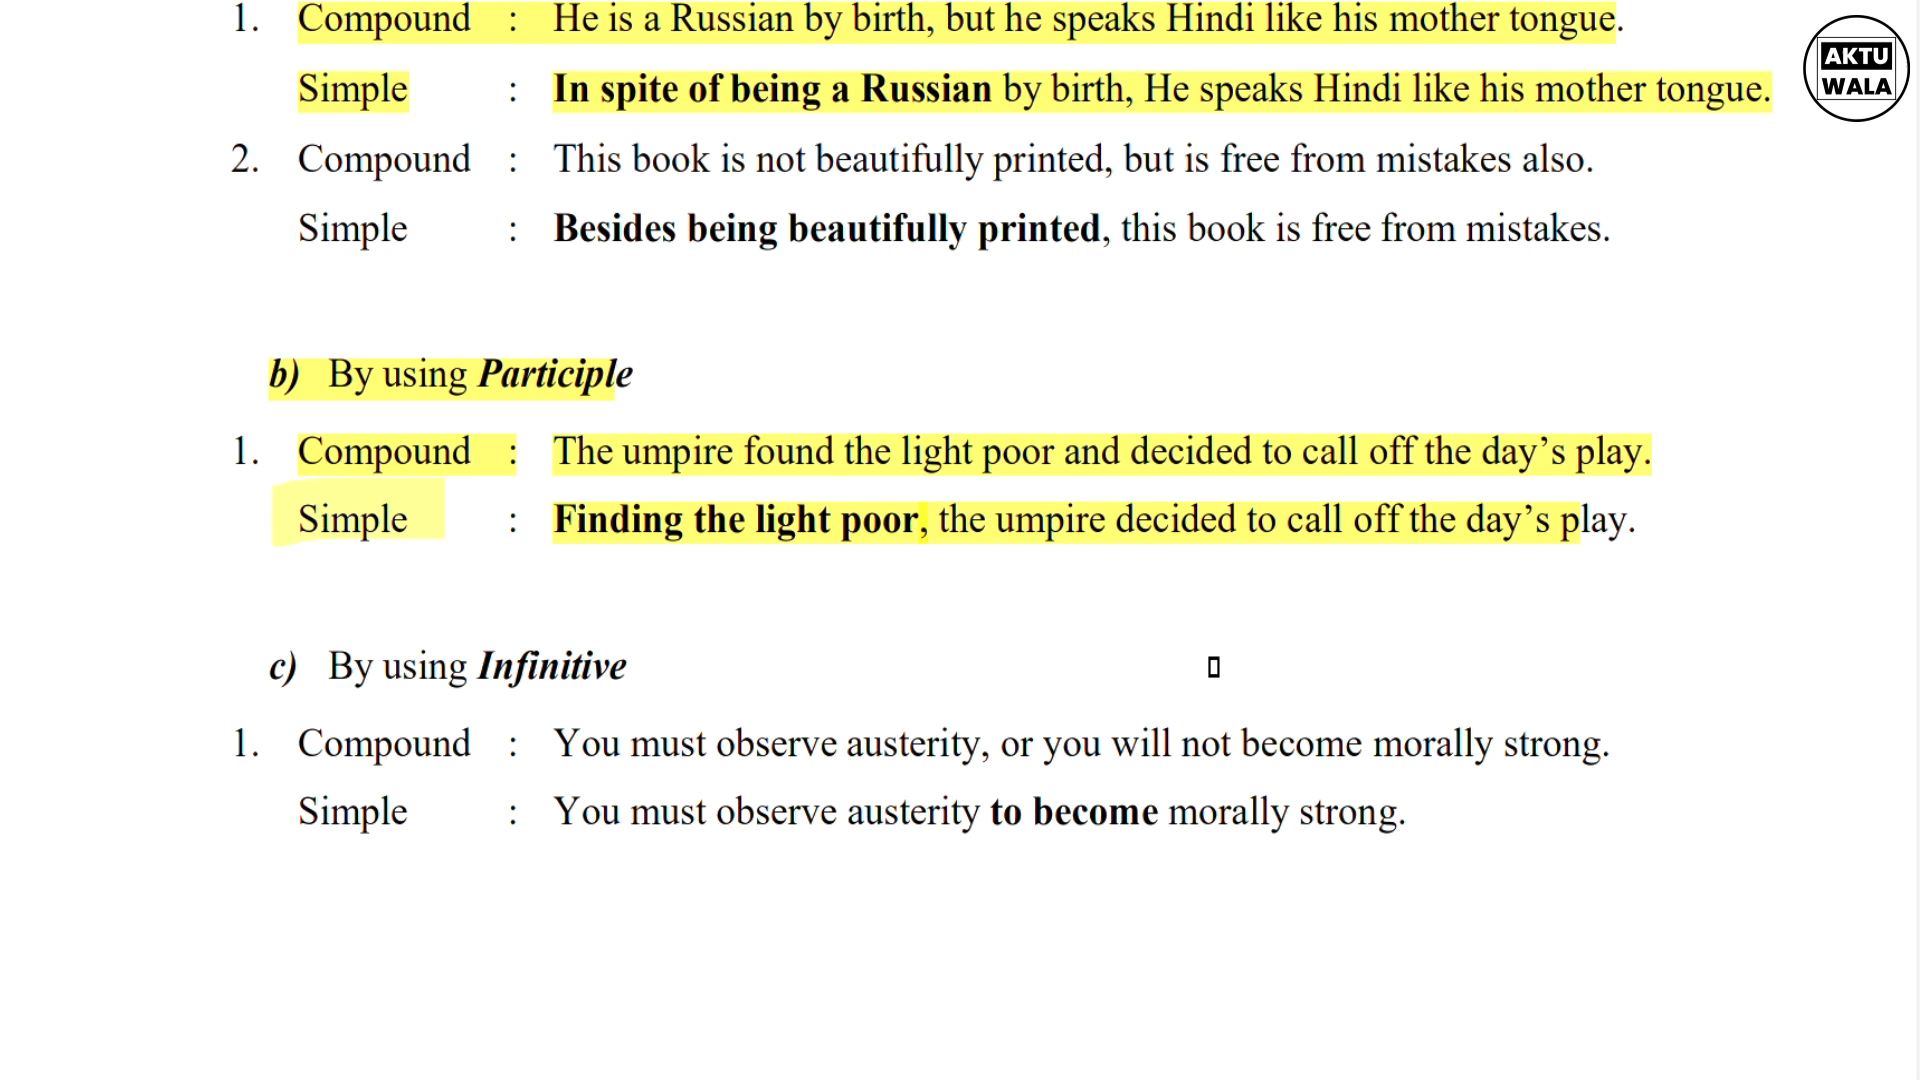 1. Compound : He is a Russian by birth, but he speaks Hindi like his mother tongue.
AKTU
WALA
Simple : In spite of being a Russian by birth, He speaks Hindi like his mother tongue.
2. Compound : This book is not beautifully printed, but is free from mistakes also.
Simple : Besides being beautifully printed, this book is free from mistakes.
b) By using Participle
1. Compound : The umpire found the light poor and decided to call off the day’s play.
Simple : Finding the light poor, the umpire decided to call off the day’s play.
c) By using Infinitive
1. Compound : You must observe austerity, or you will not become morally strong.
Simple : You must observe austerity to become morally strong.